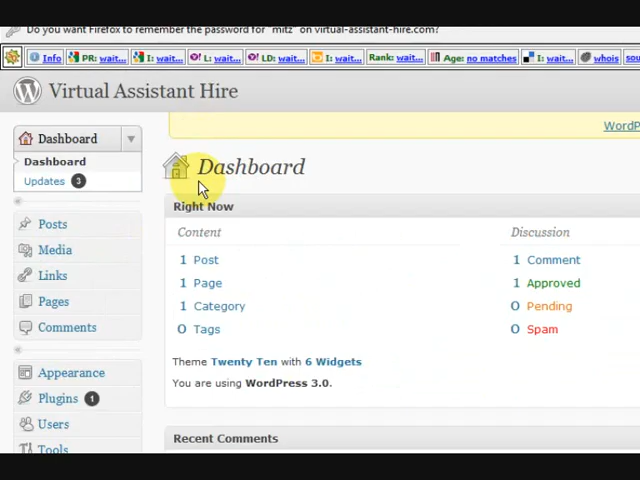 Do you want Firefox to remember the password for "mitz" on virtual-assistant-hire.com?
Info PR: wait... I: wait... L: wait... LD: wait... I: wait... Rank: wait... Age: no matches I: wait... whois sou
Virtual Assistant Hire
WordP
Dashboard
Dashboard
Updates 3
Posts
Media
Links
Pages
Comments
Appearance
Plugins 1
Users
Tools
Dashboard
Right Now
Content
1 Post
1 Page
1 Category
0 Tags
Discussion
1 Comment
1 Approved
0 Pending
0 Spam
Theme Twenty Ten with 6 Widgets
You are using WordPress 3.0.
Recent Comments